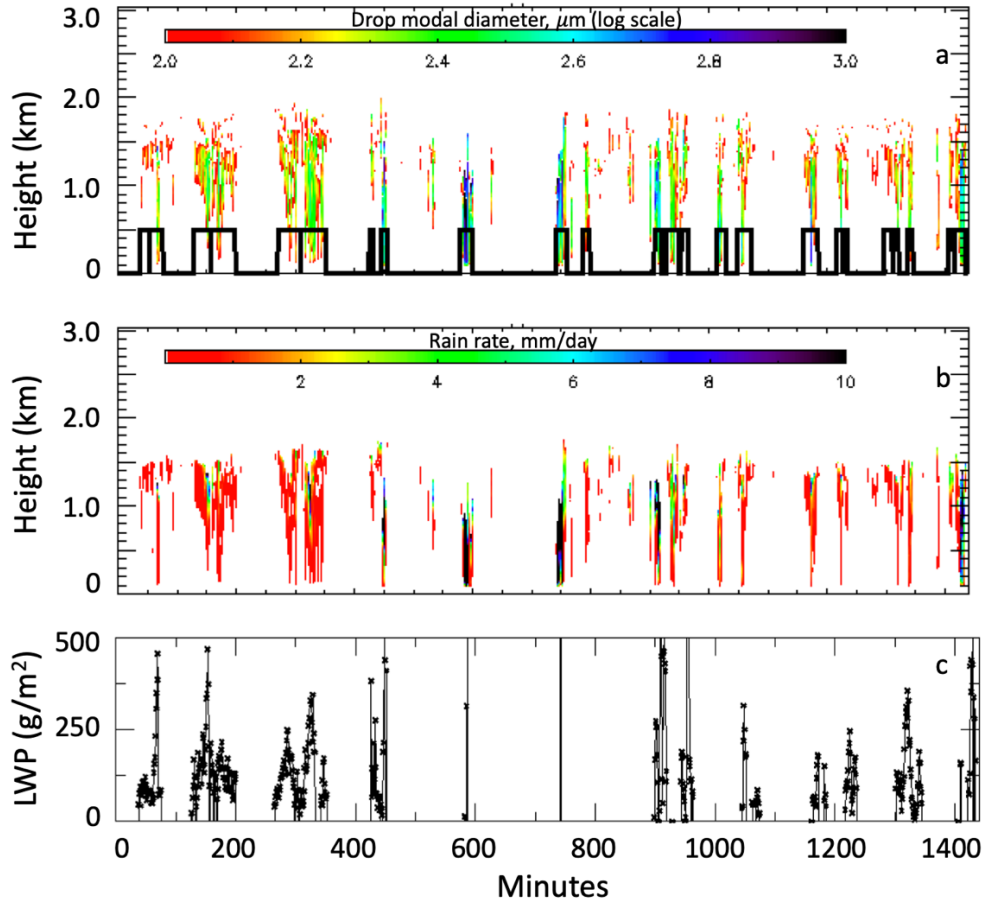 3.0
Drop modal diameter, μm (log scale)
a
2.0 2.2 2.4 2.6 2.8 3.0
2.0
1.0
0
Height (km)
3.0
Rain rate, mm/day
b
2 4 6 8 10
2.0
1.0
0
Height (km)
500
c
250
0
LWP (g/m²)
0 200 400 600 800 1000 1200 1400
Minutes